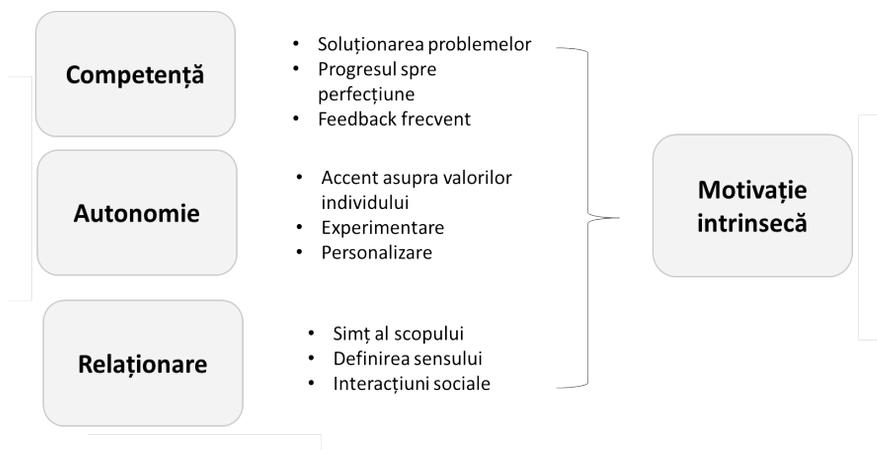 Competență
• Soluționarea problemelor
• Progresul spre
perfecțiune
• Feedback frecvent
Autonomie
• Accent asupra valorilor
individului
• Experimentare
• Personalizare
Relaționare
• Simț al scopului
• Definirea sensului
• Interacțiuni sociale
Motivație
intrinsecă